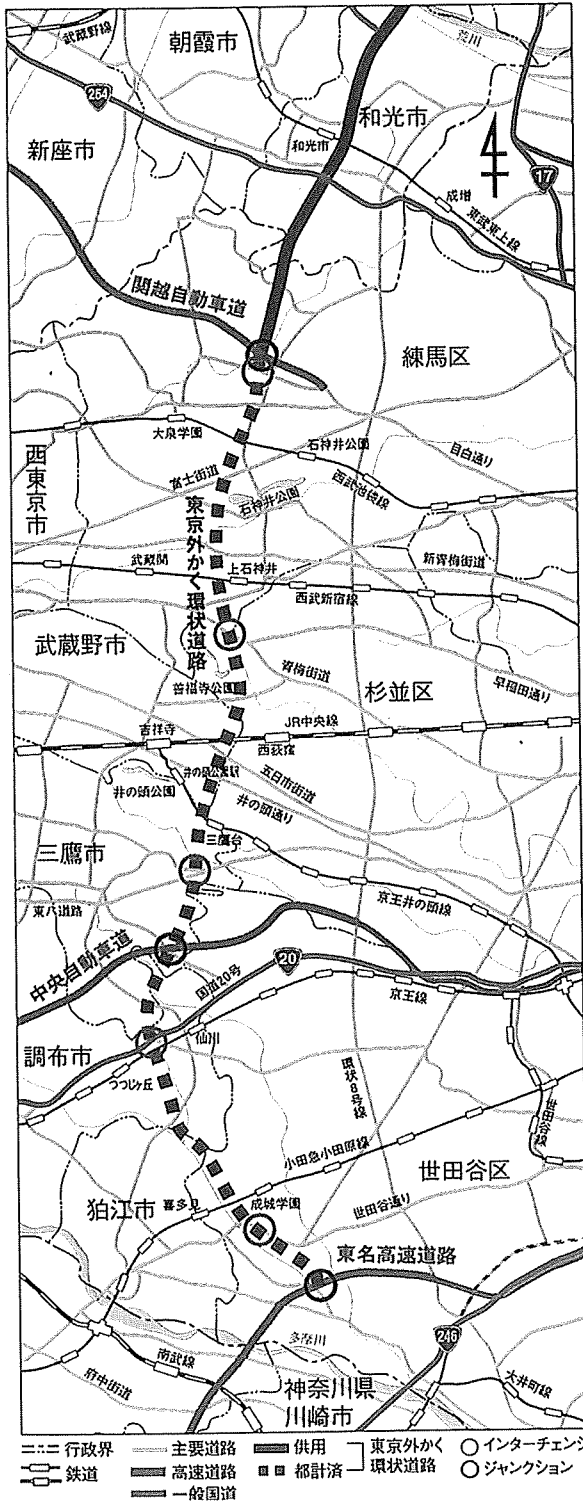 武蔵野線
朝霞市
荒川
254
和光市
和光市
新座市
17
成増
東武東上線
関越自動車道
練馬区
大泉学園
石神井公園
目白通り
西東京市
富士街道
西武池袋線
石神井公園
東京外かく環状道路
武蔵関
上石神井
新青梅街道
西武新宿線
武蔵野市
善福寺公園
青梅街道
杉並区
早稲田通り
吉祥寺
JR中央線
西荻窪
井の頭公園駅
井の頭公園
五日市街道
井の頭通り
三鷹台
三鷹市
東八道路
京王井の頭線
中央自動車道
国道20号
20
京王線
調布市
仙川
つつじヶ丘
環状8号線
世田谷線
小田急小田原線
世田谷区
狛江市
喜多見
成城学園
世田谷通り
東名高速道路
多摩川
246
南武線
府中街道
神奈川県
川崎市
大井町線
行政界
主要道路
供用
東京外かく
環状道路
インターチェンジ
鉄道
高速道路
都計済
ジャンクション
一般国道